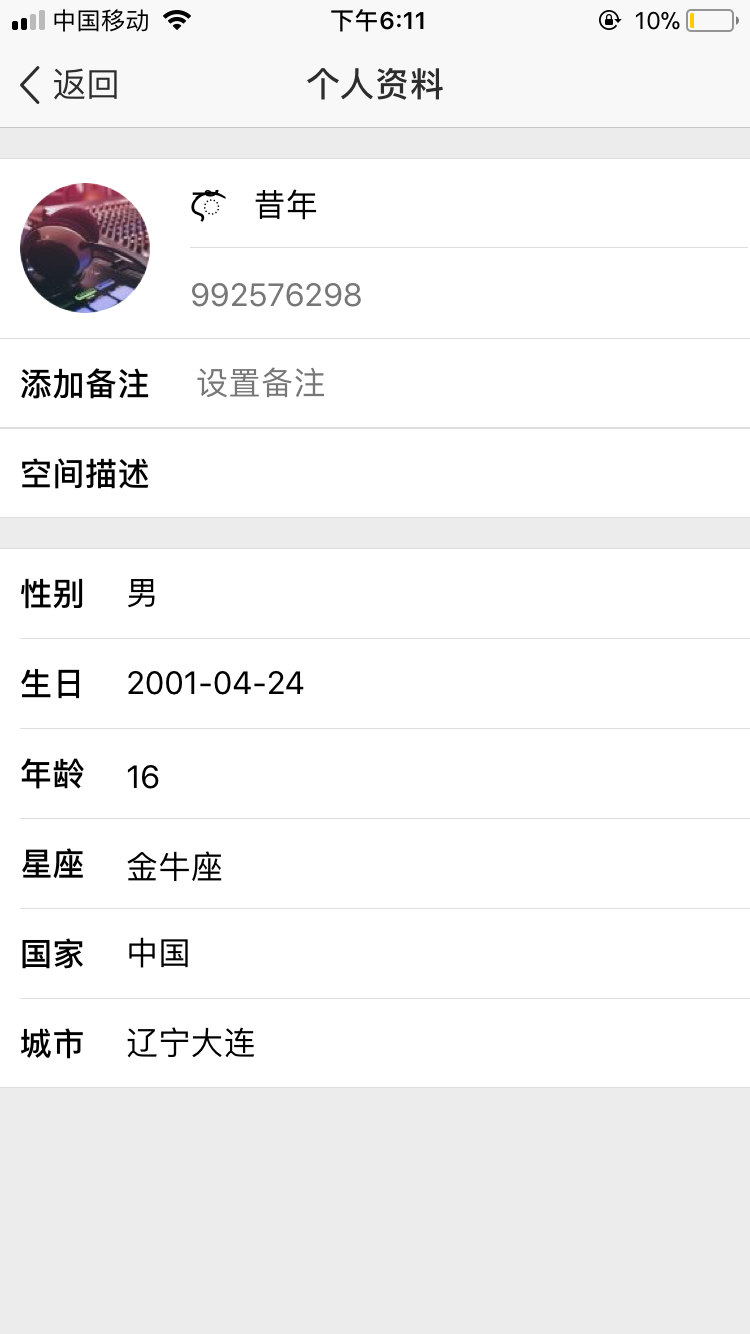 中国移动 下午6:11 10%
返回 个人资料
昔年
992576298
添加备注 设置备注
空间描述
性别 男
生日 2001-04-24
年龄 16
星座 金牛座
国家 中国
城市 辽宁大连